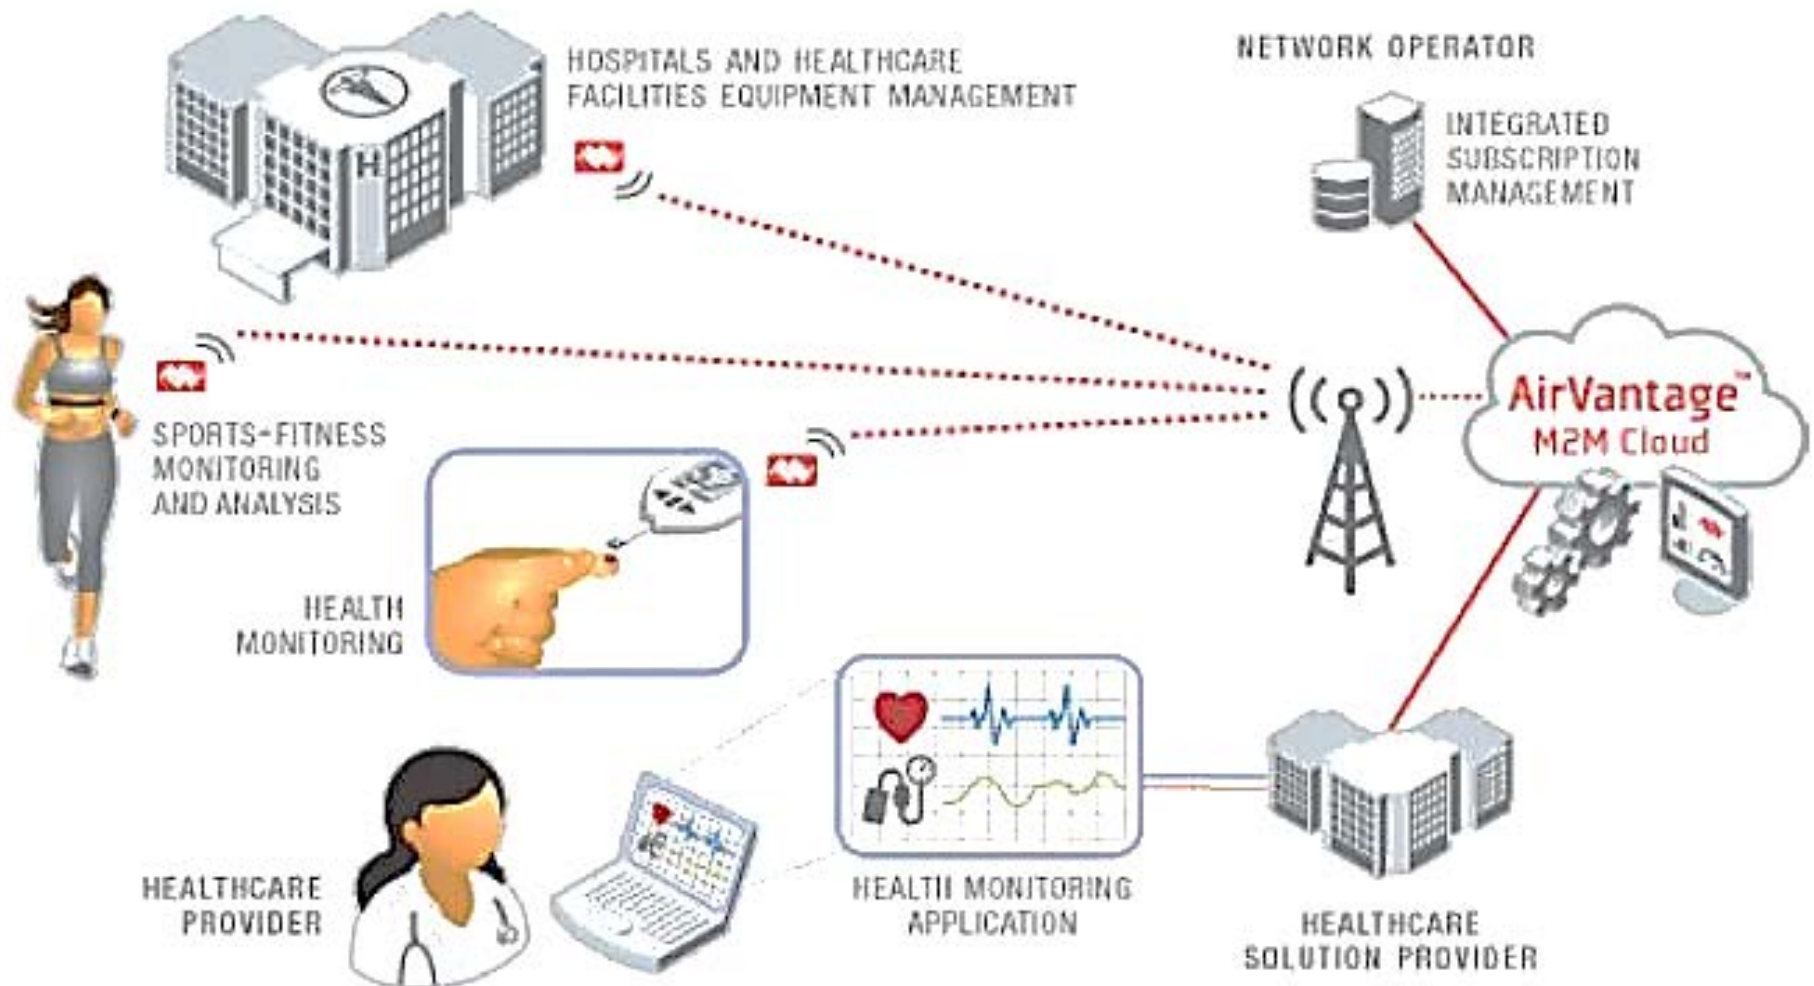 HOSPITALS AND HEALTHCARE
FACILITIES EQUIPMENT MANAGEMENT
NETWORK OPERATOR
INTEGRATED
SUBSCRIPTION
MANAGEMENT
H
AirVantage™
M2M Cloud
SPORTS-FITNESS
MONITORING
AND ANALYSIS
HEALTH
MONITORING
HEALTHCARE
PROVIDER
HEALTH MONITORING
APPLICATION
HEALTHCARE
SOLUTION PROVIDER